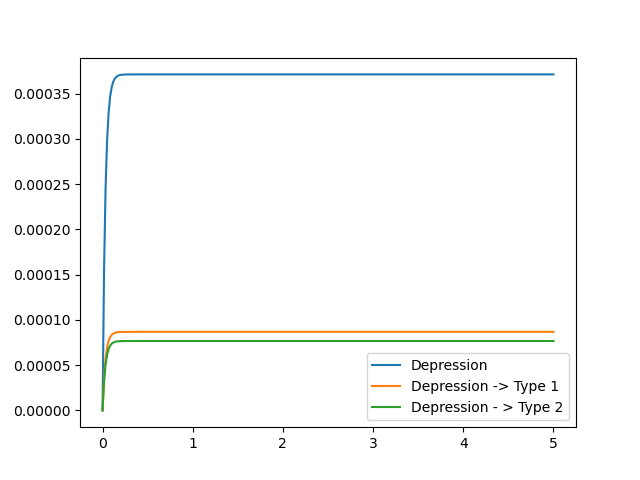 0.00035
0.00030
0.00025
0.00020
0.00015
0.00010
0.00005
0.00000
Depression
Depression -> Type 1
Depression - > Type 2
0 1 2 3 4 5